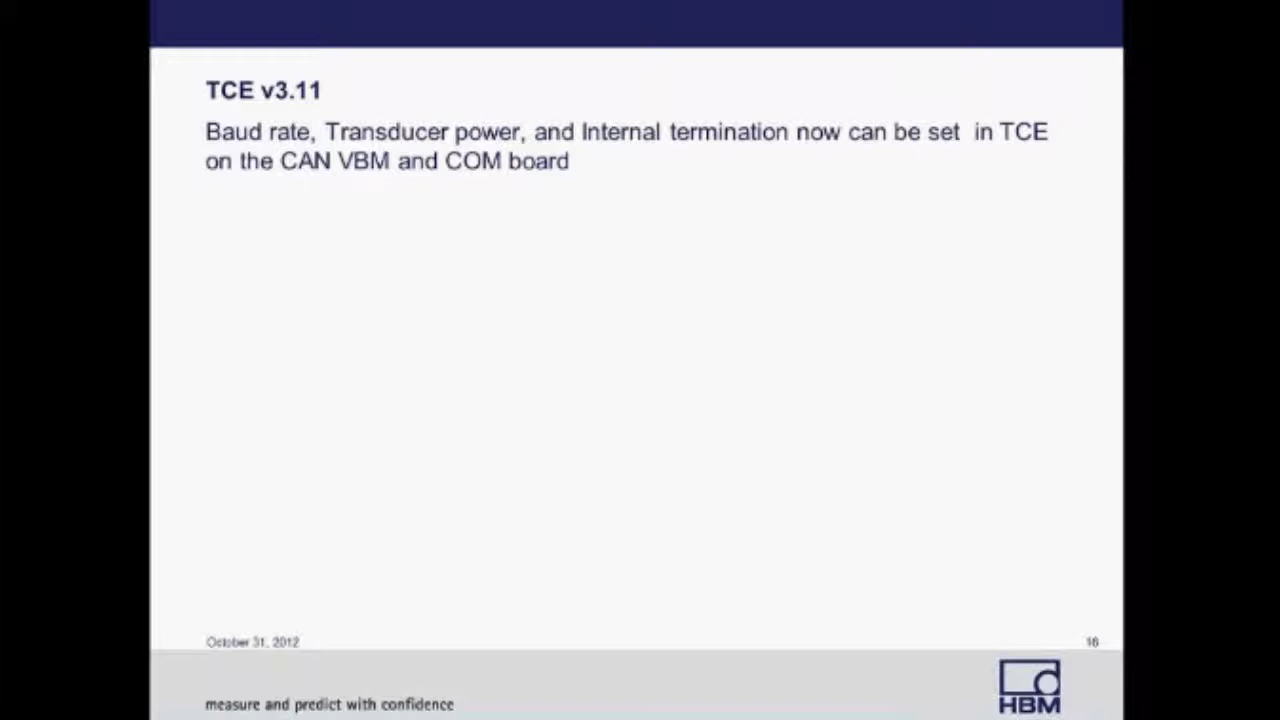 TCE v3.11
Baud rate, Transducer power, and Internal termination now can be set in TCE
on the CAN VBM and COM board
October 31, 2012
16
measure and predict with confidence
HBM